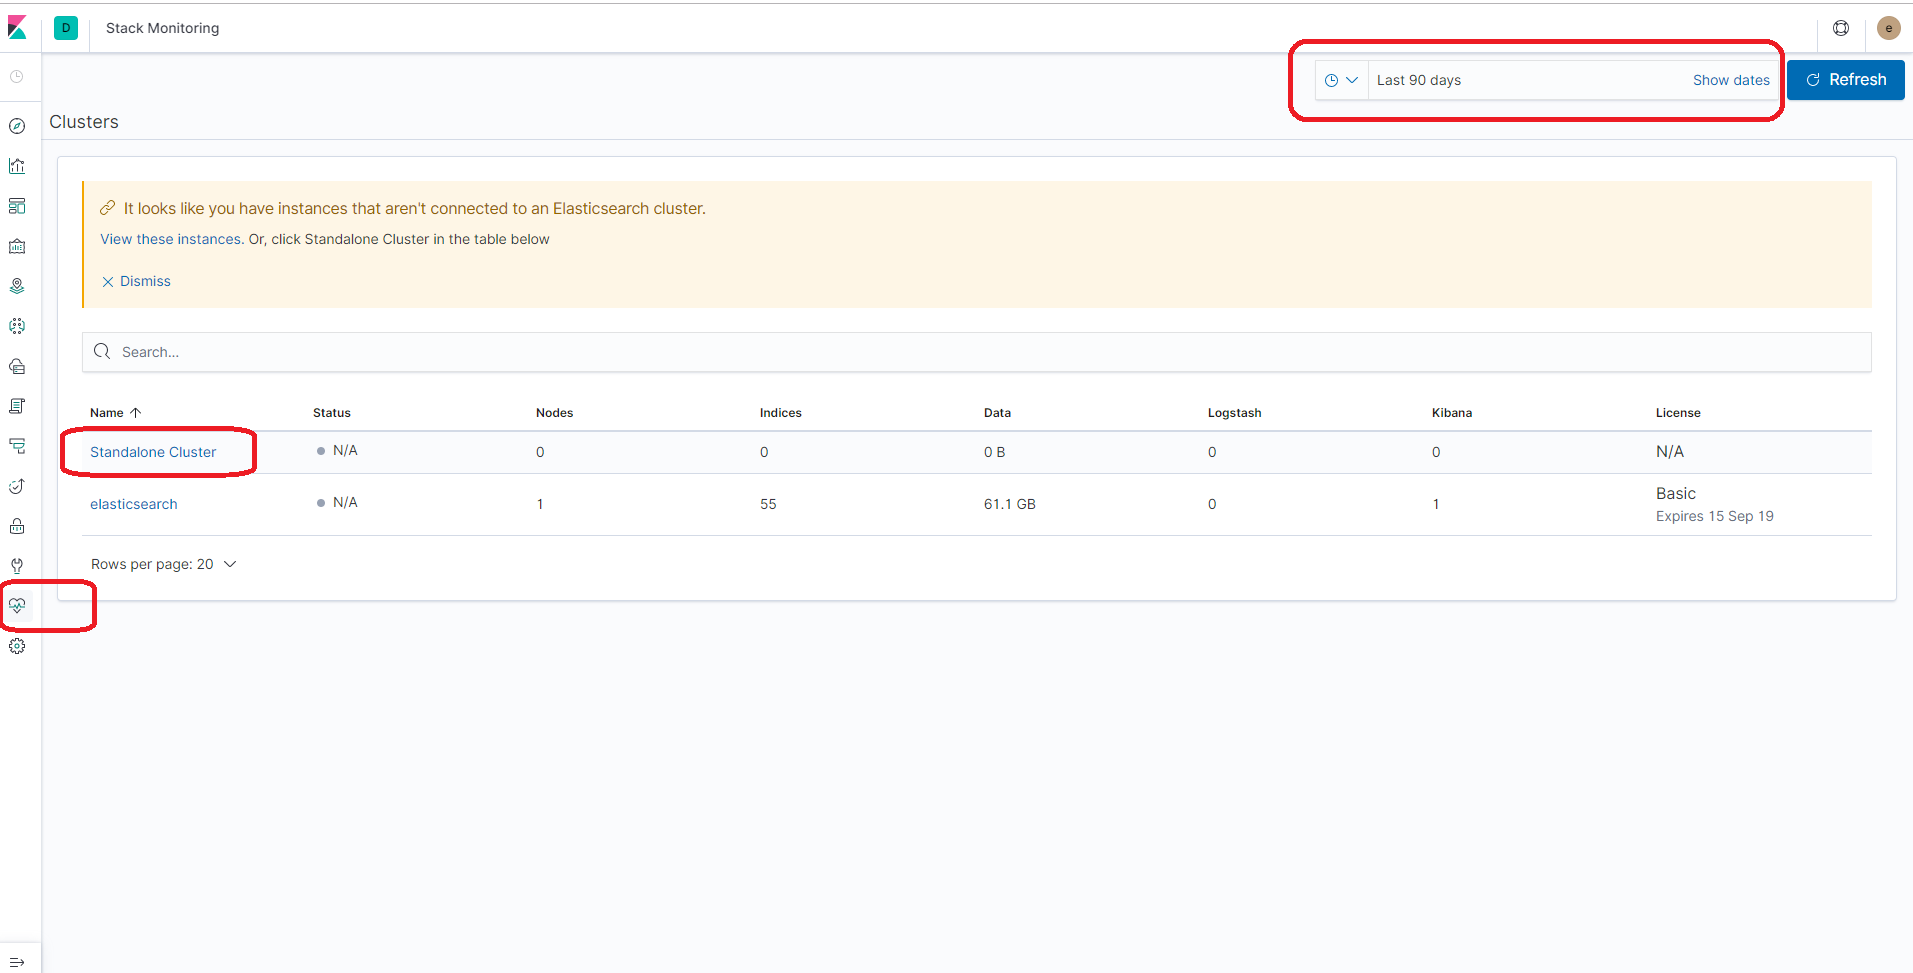 D Stack Monitoring e
Last 90 days Show dates Refresh
Clusters
It looks like you have instances that aren't connected to an Elasticsearch cluster.
View these instances. Or, click Standalone Cluster in the table below
Dismiss
Search...
Name Status Nodes Indices Data Logstash Kibana License
Standalone Cluster N/A 0 0 0 B 0 0 N/A
elasticsearch N/A 1 55 61.1 GB 0 1 Basic
Expires 15 Sep 19
Rows per page: 20